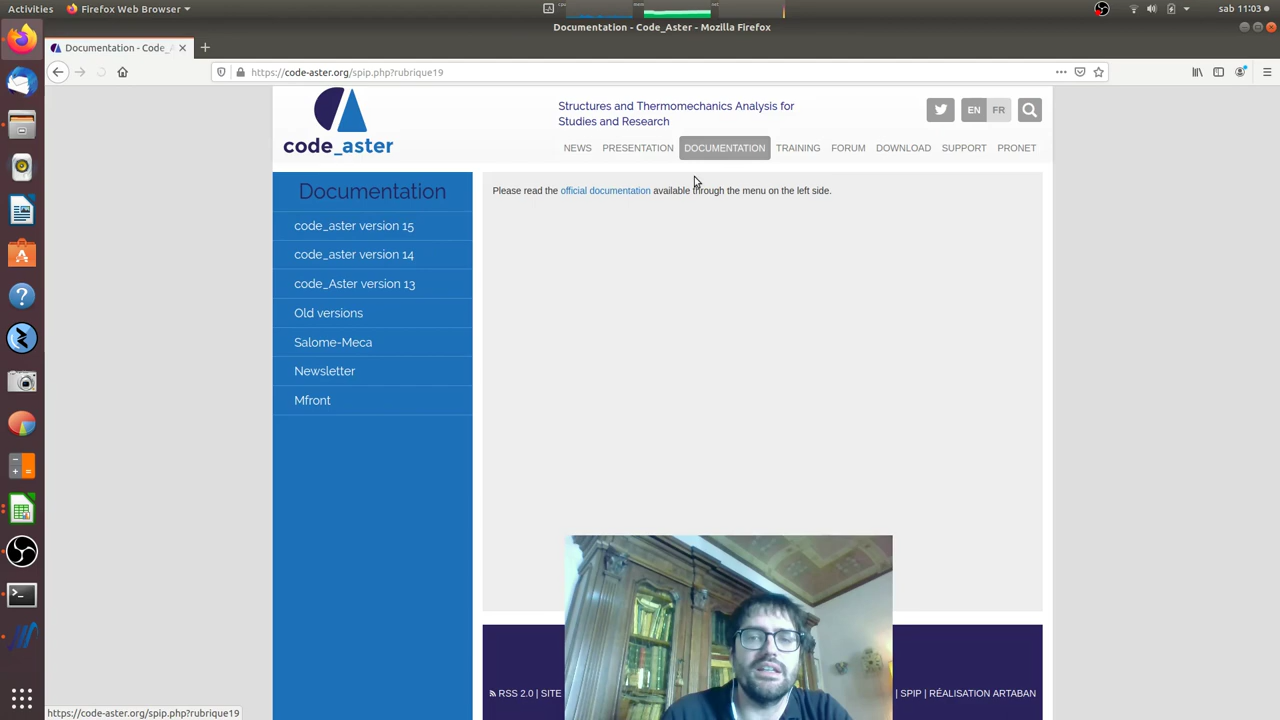 Activities
Firefox Web Browser
sab 11:03
Documentation - Code_Aster - Mozilla Firefox
Documentation - Code_
https://code-aster.org/spip.php?rubrique19
code_aster
Structures and Thermomechanics Analysis for
Studies and Research
EN
FR
NEWS
PRESENTATION
DOCUMENTATION
TRAINING
FORUM
DOWNLOAD
SUPPORT
PRONET
Documentation
code_aster version 15
code_aster version 14
code_Aster version 13
Old versions
Salome-Meca
Newsletter
Mfront
Please read the official documentation available through the menu on the left side.
RSS 2.0 | SITE
| SPIP | RÉALISATION ARTABAN
https://code-aster.org/spip.php?rubrique19